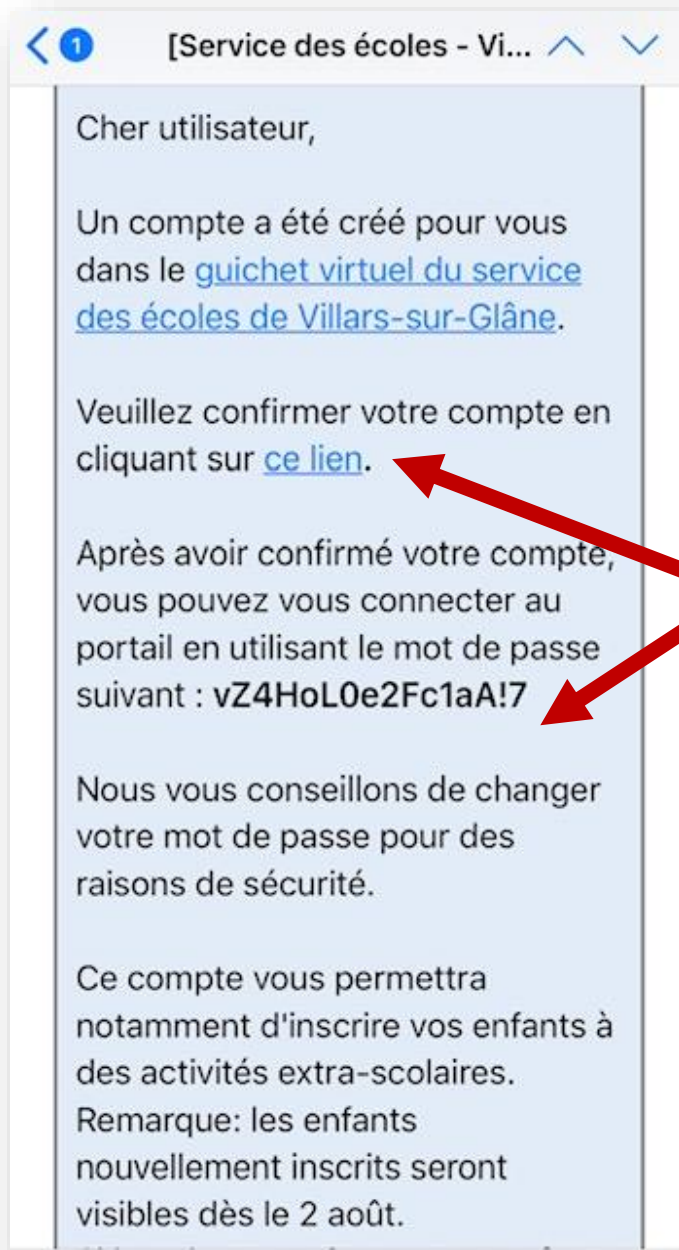 1
[Service des écoles - Vi...
Cher utilisateur,
Un compte a été créé pour vous
dans le guichet virtuel du service
des écoles de Villars-sur-Glâne.
Veuillez confirmer votre compte en
cliquant sur ce lien.
Après avoir confirmé votre compte,
vous pouvez vous connecter au
portail en utilisant le mot de passe
suivant : vZ4HoL0e2Fc1aA!7
Nous vous conseillons de changer
votre mot de passe pour des
raisons de sécurité.
Ce compte vous permettra
notamment d'inscrire vos enfants à
des activités extra-scolaires.
Remarque: les enfants
nouvellement inscrits seront
visibles dès le 2 août.